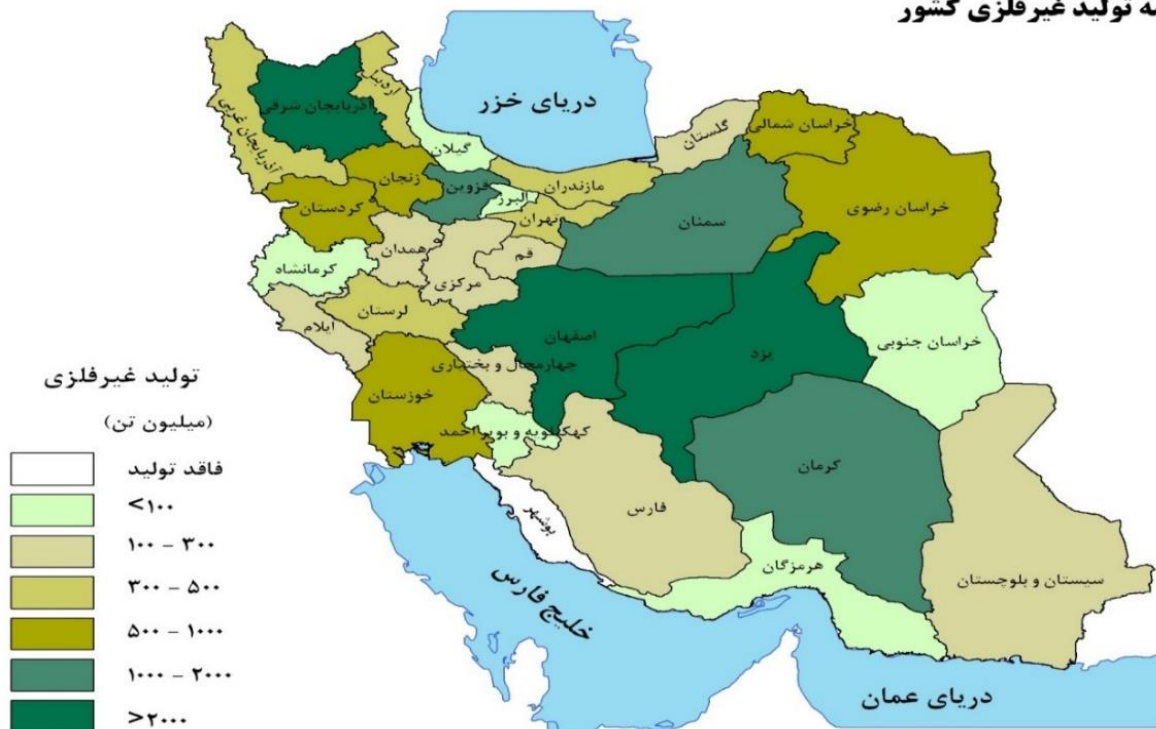 ه تولید غیرفلزی کشور
دریای خزر
اردبیل
آذربایجان شرقی
آذربایجان غربی
گیلان
گلستان
خراسان شمالی
زنجان
قزوین
البرز
مازندران
خراسان رضوی
کردستان
تهران
سمنان
همدان
قم
کرمانشاه
مرکزی
لرستان
ایلام
اصفهان
یزد
خراسان جنوبی
چهارمحال و بختیاری
خوزستان
کهگیلویه و بویراحمد
کرمان
فارس
بوشهر
هرمزگان
سیستان و بلوچستان
خلیج فارس
دریای عمان
تولید غیرفلزی
(میلیون تن)
فاقد تولید
<۱۰۰
۱۰۰ - ۳۰۰
۳۰۰ - ۵۰۰
۵۰۰ - ۱۰۰۰
۱۰۰۰ - ۲۰۰۰
>۲۰۰۰